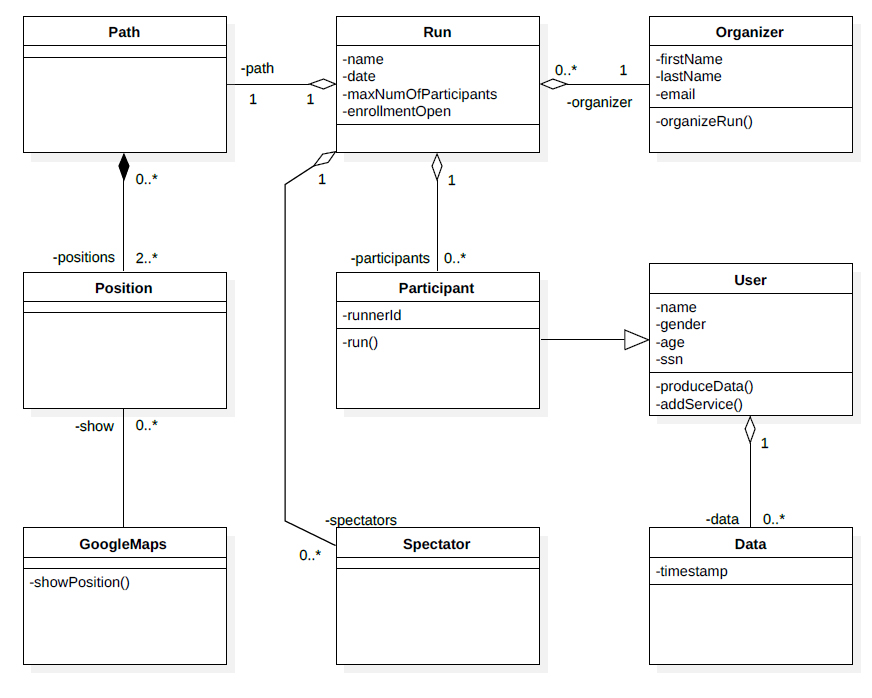 Path
-path
1
1
Run
-name
-date
-maxNumOfParticipants
-enrollmentOpen
0..*
1
-organizer
Organizer
-firstName
-lastName
-email
-organizeRun()
0..*
-positions
2..*
1
1
-participants
0..*
Position
Participant
-runnerId
-run()
User
-name
-gender
-age
-ssn
-produceData()
-addService()
-show
0..*
1
-spectators
0..*
-data
0..*
GoogleMaps
-showPosition()
Spectator
Data
-timestamp